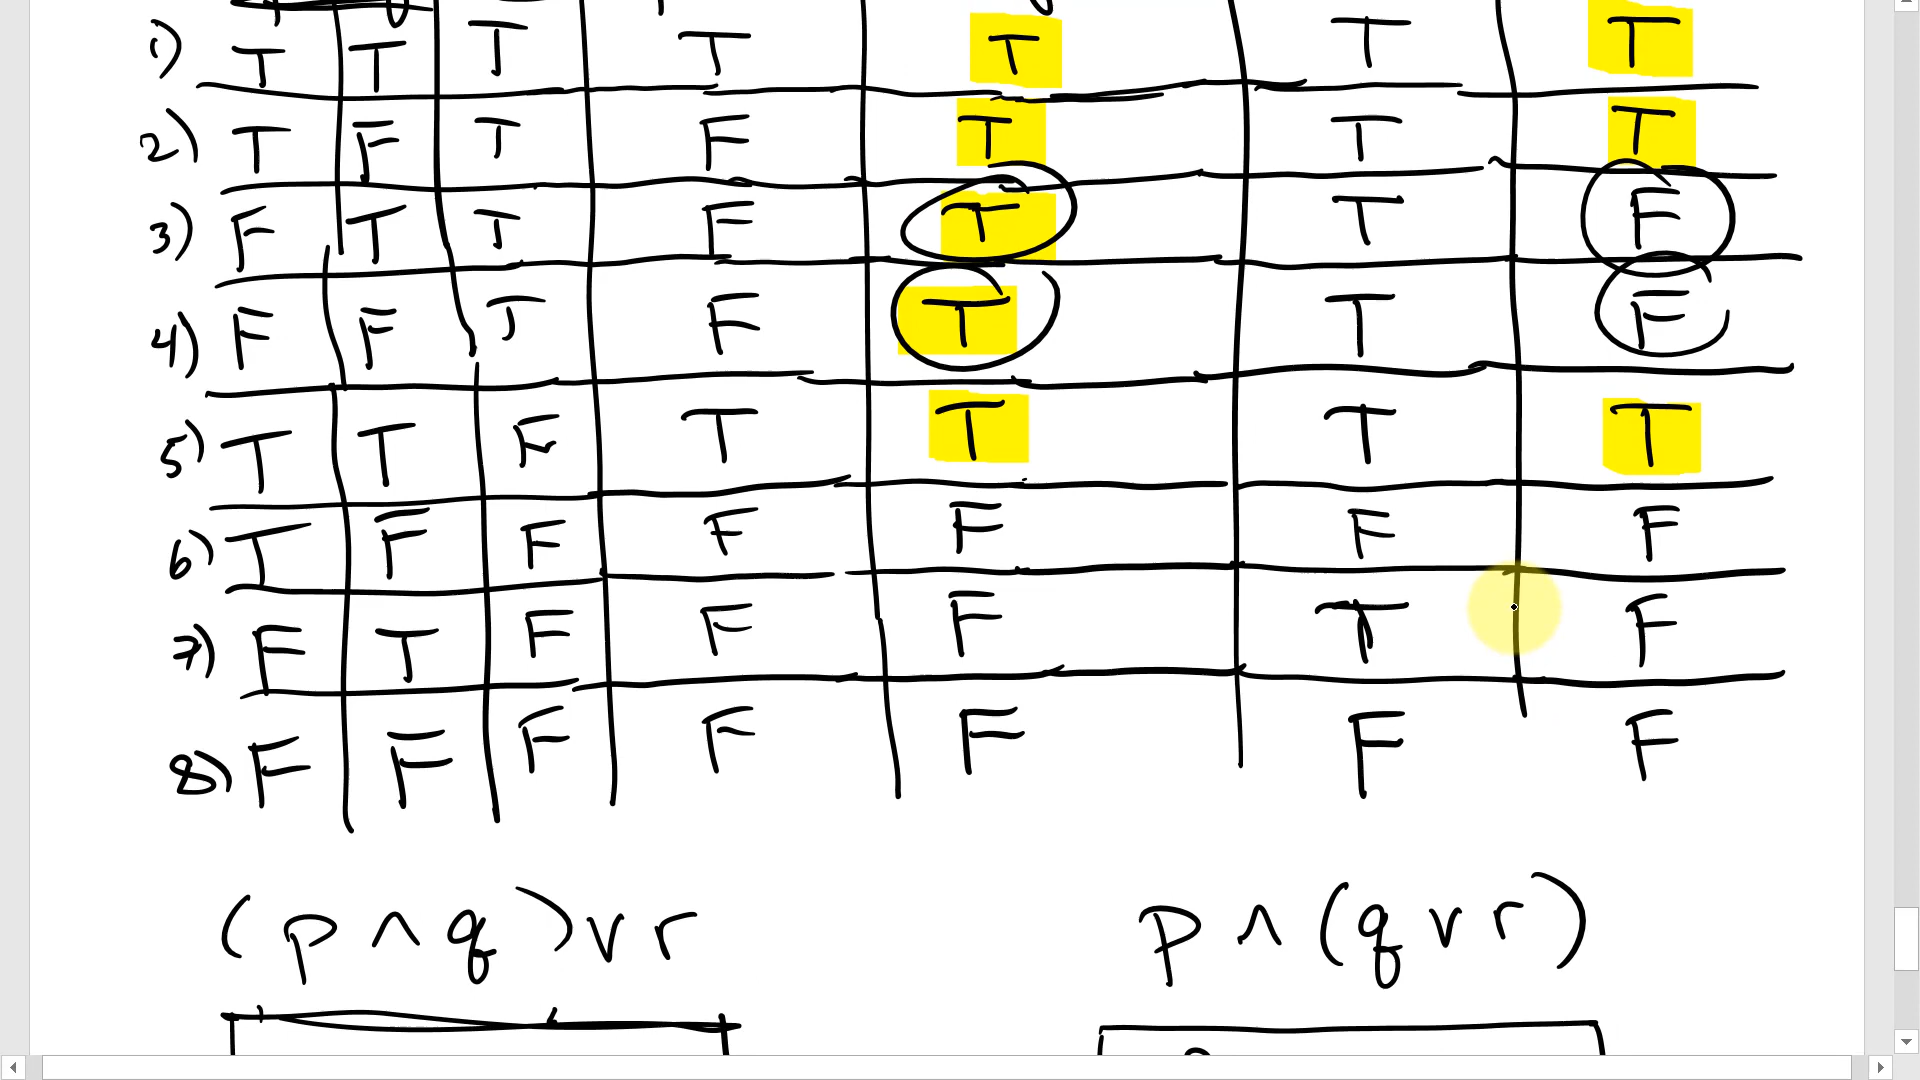 1) T T T T T T T
2) T F T F T T T
3) F T T F T T F
4) F F T F T T F
5) T T F T T T T
6) T F F F F F F
7) F T F F F T F
8) F F F F F F F
(p ∧ q) ∨ r p ∧ (q ∨ r)